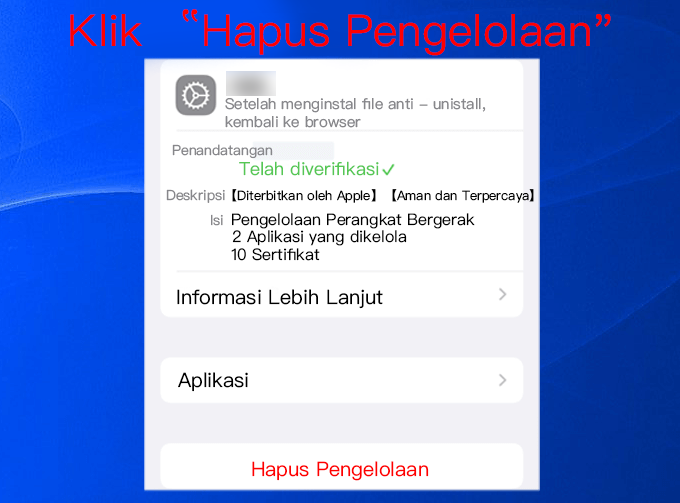 Klik “Hapus Pengelolaan”
Setelah menginstal file anti – unistall,
kembali ke browser
Penandatangan
Telah diverifikasi✓
Deskripsi【Diterbitkan oleh Apple】【Aman dan Terpercaya】
Isi Pengelolaan Perangkat Bergerak
2 Aplikasi yang dikelola
10 Sertifikat
Informasi Lebih Lanjut
Aplikasi
Hapus Pengelolaan